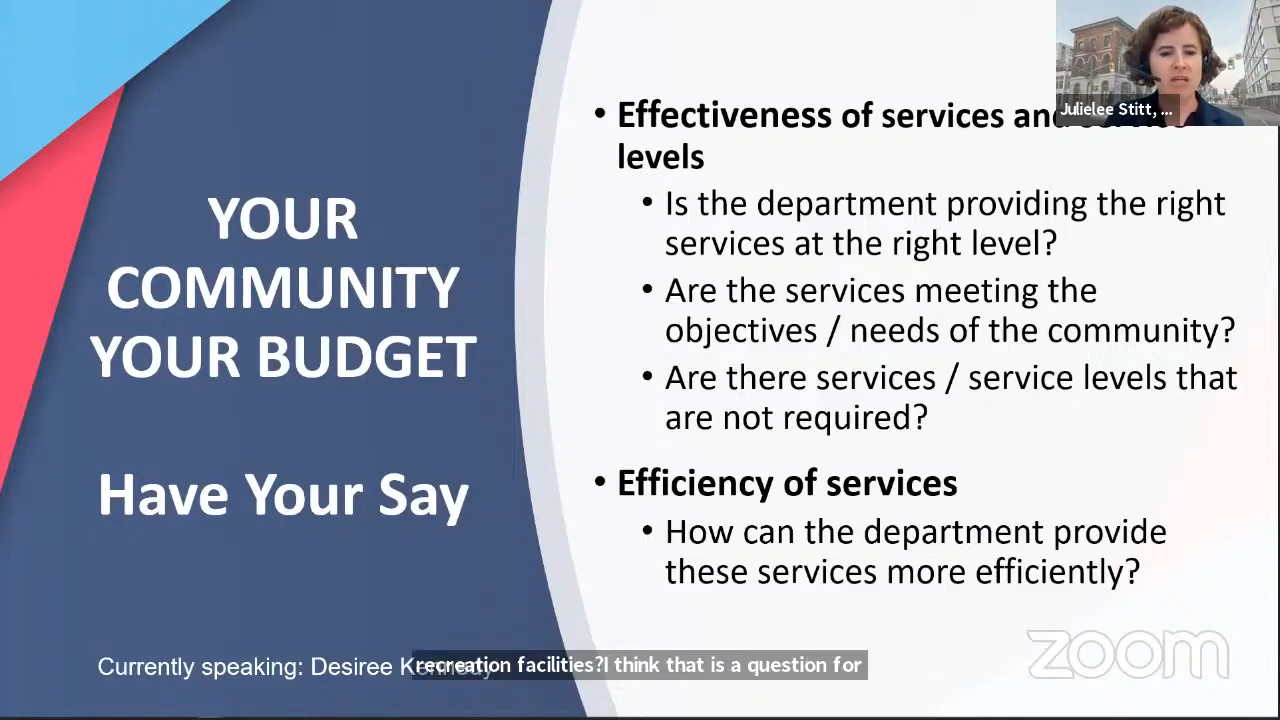 YOUR
COMMUNITY
YOUR BUDGET
Have Your Say
Currently speaking: Desiree Kennedy
• Effectiveness of services and service
levels
• Is the department providing the right
services at the right level?
• Are the services meeting the
objectives / needs of the community?
• Are there services / service levels that
are not required?
• Efficiency of services
• How can the department provide
these services more efficiently?
Julielee Stitt, ...
recreation facilities?I think that is a question for
zoom